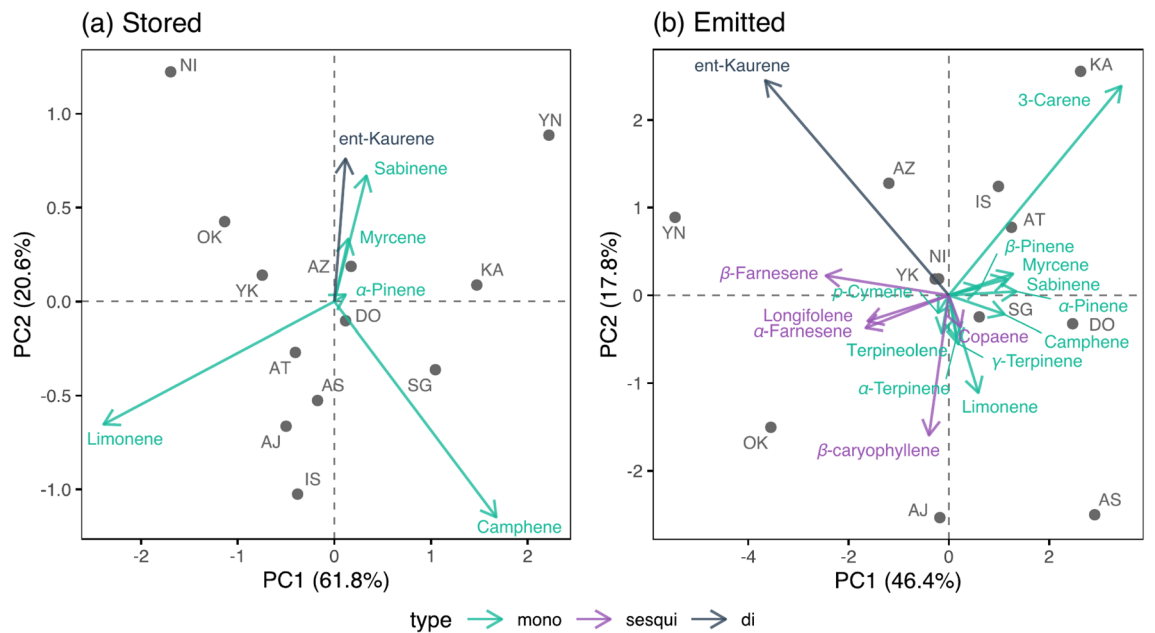 (a) Stored
(b) Emitted
NI
YN
ent-Kaurene
Sabinene
OK
Myrcene
AZ
KA
YK
α-Pinene
DO
AT
SG
AS
Limonene
AJ
IS
Camphene
1.0
0.5
0.0
-0.5
-1.0
PC2 (20.6%)
-2
-1
0
1
2
PC1 (61.8%)
ent-Kaurene
KA
3-Carene
AZ
IS
AT
YN
β-Pinene
NI
Myrcene
β-Farnesene
YK
Sabinene
ρ-Cymene
α-Pinene
Longifolene
SG
DO
α-Farnesene
Copaene
Camphene
Terpineolene
γ-Terpinene
α-Terpinene
Limonene
OK
β-caryophyllene
AS
AJ
2
1
0
-1
-2
PC2 (17.8%)
-4
-2
0
2
PC1 (46.4%)
type mono sesqui di